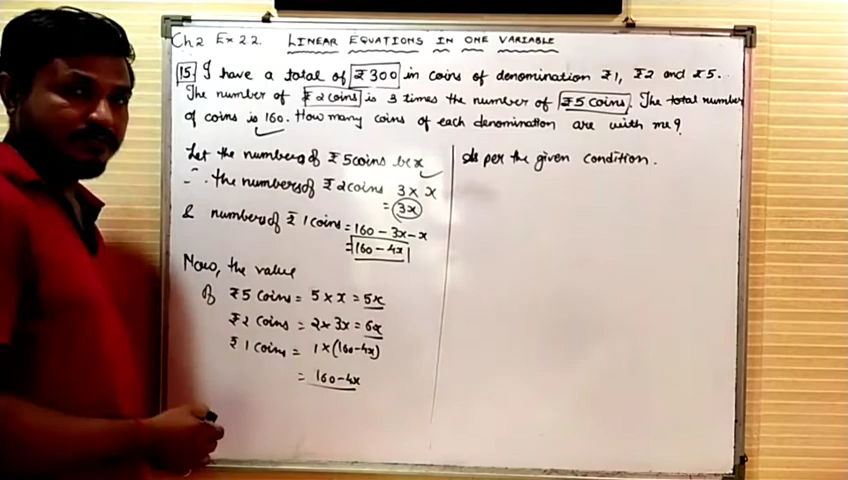 Ch 2 Ex 2.2. LINEAR EQUATIONS IN ONE VARIABLE
15. I have a total of ₹300 in coins of denomination ₹1, ₹2 and ₹5.
The number of ₹2 coins is 3 times the number of ₹5 coins. The total number
of coins is 160. How many coins of each denomination are with me?
Let the numbers of ₹5 coins be x
∴ the numbers of ₹2 coins 3 × x
= 3x
& numbers of ₹1 coins = 160 - 3x - x
= 160 - 4x
Now, the value
of ₹5 coins = 5 × x = 5x
₹2 coins = 2 × 3x = 6x
₹1 coins = 1 × (160-4x)
= 160-4x
As per the given condition.